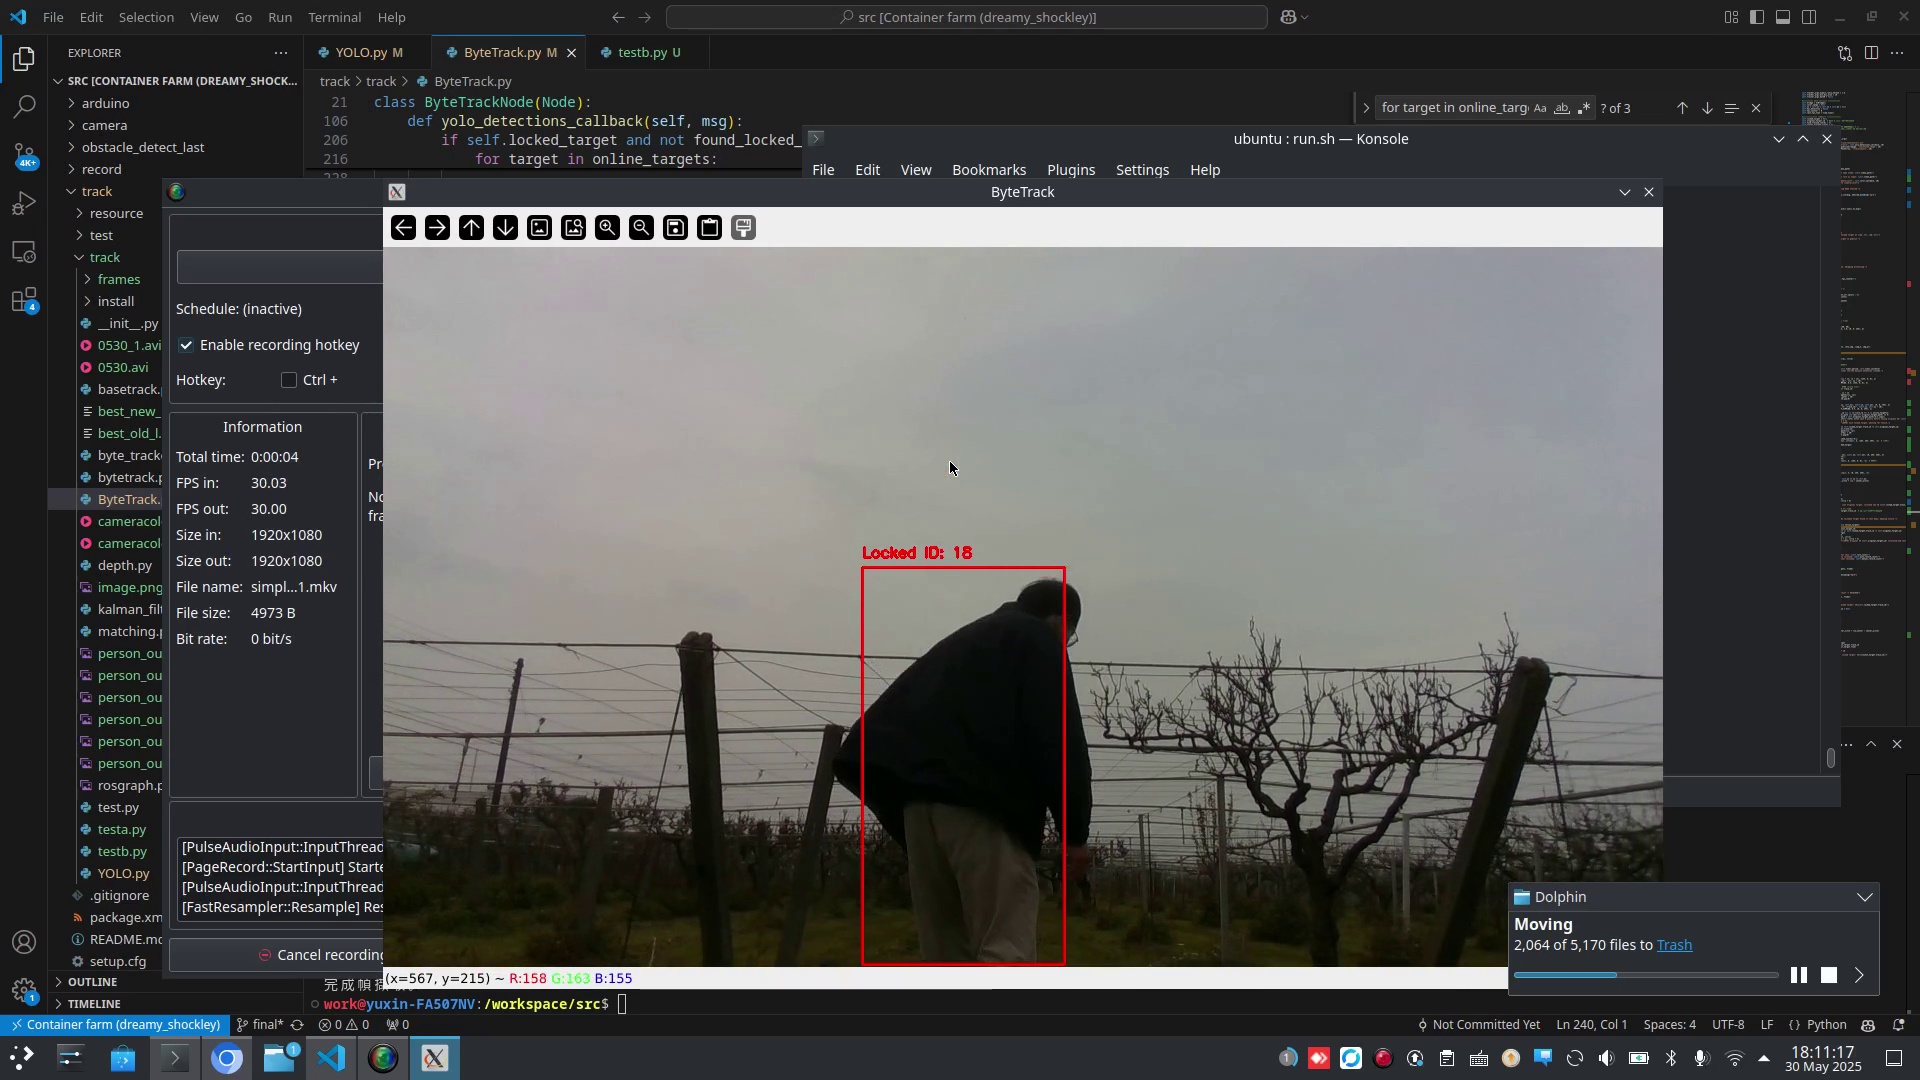 File Edit Selection View Go Run Terminal Help
src [Container farm (dreamy_shockley)]
EXPLORER
YOLO.py M
ByteTrack.py M
testb.py U
SRC [CONTAINER FARM (DREAMY_SHOCK...
track > track > ByteTrack.py
arduino
camera
obstacle_detect_last
record
track
resource
test
track
frames
install
__init__.py
0530_1.avi
0530.avi
basetrack.
best_new_
best_old_l.
byte_track
bytetrack.p
ByteTrack.
cameracol
cameracol
depth.py
image.png
kalman_filt
matching.p
person_ou
person_ou
person_ou
person_ou
person_ou
person_ou
rosgraph.p
test.py
testa.py
testb.py
YOLO.py
.gitignore
package.xm
README.md
setup.cfg
OUTLINE
TIMELINE
4K+
4
1
21 class ByteTrackNode(Node):
106 def yolo_detections_callback(self, msg):
206 if self.locked_target and not found_locked_
216 for target in online_targets:
for target in online_targ
Aa ab .*
? of 3
ubuntu : run.sh — Konsole
File Edit View Bookmarks Plugins Settings Help
ByteTrack
Schedule: (inactive)
Enable recording hotkey
Hotkey: Ctrl +
Information
Total time: 0:00:04
FPS in: 30.03
FPS out: 30.00
Size in: 1920x1080
Size out: 1920x1080
File name: simpl...1.mkv
File size: 4973 B
Bit rate: 0 bit/s
Pr
No
fra
[PulseAudioInput::InputThread
[PageRecord::StartInput] Starte
[PulseAudioInput::InputThread
[FastResampler::Resample] Res
Cancel recording
Locked ID: 18
(x=567, y=215) ~ R:158 G:163 B:155
work@yuxin-FA507NV:/workspace/src$
Dolphin
Moving
2,064 of 5,170 files to Trash
Container farm (dreamy_shockley)
final*
0 0
0
Not Committed Yet
Ln 240, Col 1
Spaces: 4
UTF-8
LF
Python
1
1
18:11:17
30 May 2025